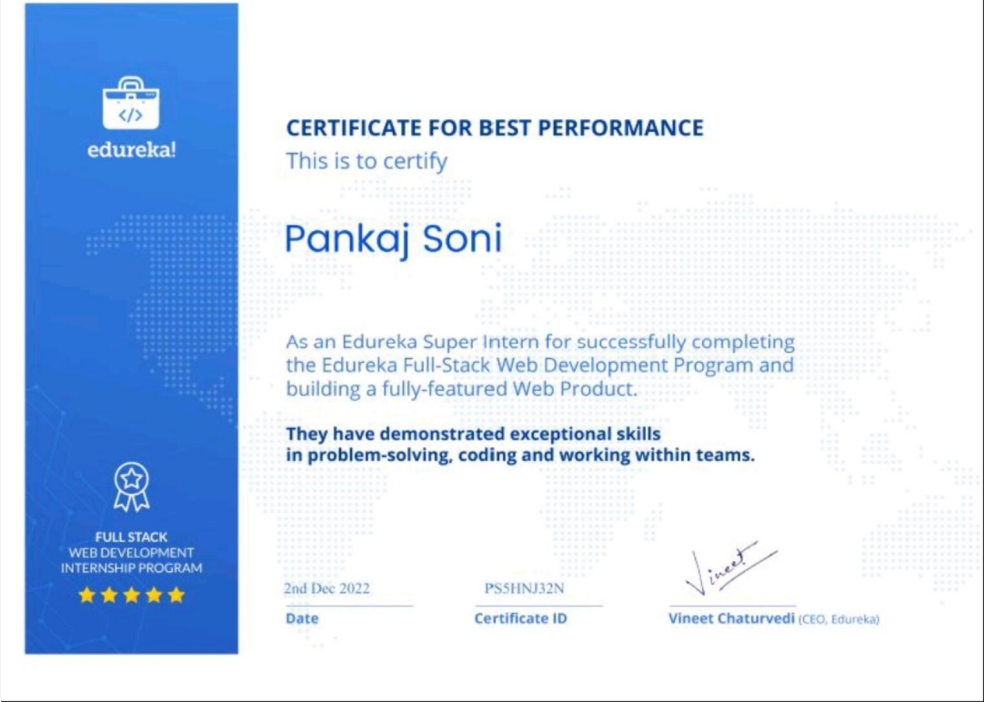 </>
edureka!
CERTIFICATE FOR BEST PERFORMANCE
This is to certify
Pankaj Soni
As an Edureka Super Intern for successfully completing
the Edureka Full-Stack Web Development Program and
building a fully-featured Web Product.
They have demonstrated exceptional skills
in problem-solving, coding and working within teams.
FULL STACK
WEB DEVELOPMENT
INTERNSHIP PROGRAM
2nd Dec 2022
Date
PS5HNJ32N
Certificate ID
Vineet
Vineet Chaturvedi (CEO, Edureka)